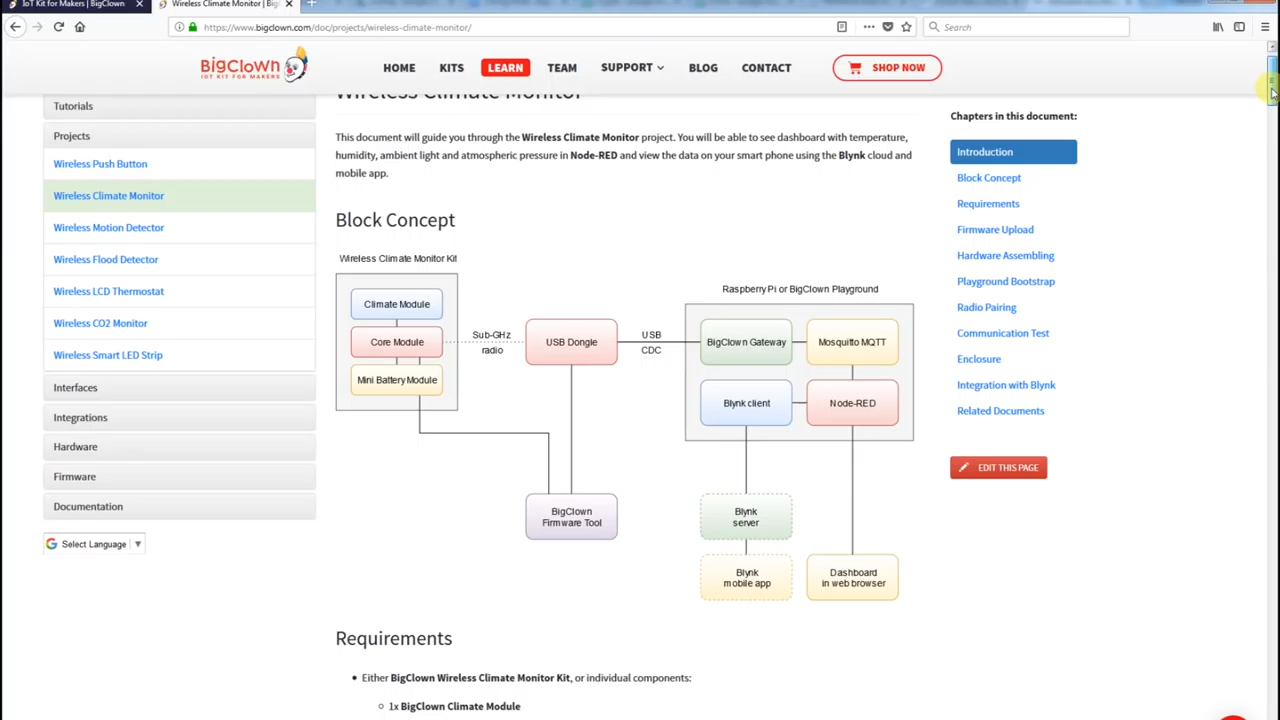 IoT Kit for Makers | BigClown
Wireless Climate Monitor | Big
https://www.bigclown.com/doc/projects/wireless-climate-monitor/
Search
BIGCLOWN
IOT KIT FOR MAKERS
HOME
KITS
LEARN
TEAM
SUPPORT
BLOG
CONTACT
SHOP NOW
Tutorials
Projects
Wireless Push Button
Wireless Climate Monitor
Wireless Motion Detector
Wireless Flood Detector
Wireless LCD Thermostat
Wireless CO2 Monitor
Wireless Smart LED Strip
Interfaces
Integrations
Hardware
Firmware
Documentation
G Select Language
Wireless Climate Monitor
This document will guide you through the Wireless Climate Monitor project. You will be able to see dashboard with temperature,
humidity, ambient light and atmospheric pressure in Node-RED and view the data on your smart phone using the Blynk cloud and
mobile app.
Block Concept
Wireless Climate Monitor Kit
Climate Module
Core Module
Mini Battery Module
Sub-GHz
radio
USB Dongle
USB
CDC
Raspberry Pi or BigClown Playground
BigClown Gateway
Mosquitto MQTT
Blynk client
Node-RED
BigClown
Firmware Tool
Blynk
server
Blynk
mobile app
Dashboard
in web browser
Requirements
• Either BigClown Wireless Climate Monitor Kit, or individual components:
1x BigClown Climate Module
Chapters in this document:
Introduction
Block Concept
Requirements
Firmware Upload
Hardware Assembling
Playground Bootstrap
Radio Pairing
Communication Test
Enclosure
Integration with Blynk
Related Documents
EDIT THIS PAGE